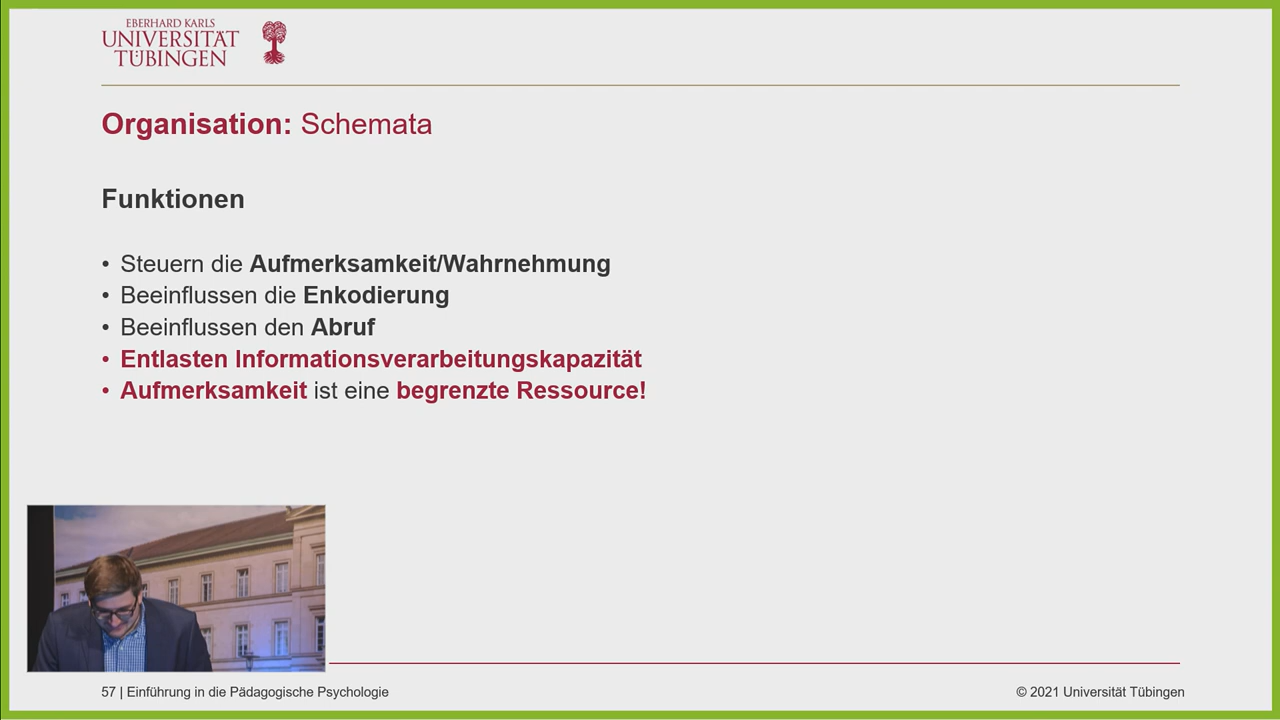 EBERHARD KARLS
UNIVERSITÄT
TÜBINGEN
Organisation: Schemata
Funktionen
• Steuern die Aufmerksamkeit/Wahrnehmung
• Beeinflussen die Enkodierung
• Beeinflussen den Abruf
• Entlasten Informationsverarbeitungskapazität
• Aufmerksamkeit ist eine begrenzte Ressource!
57 | Einführung in die Pädagogische Psychologie
© 2021 Universität Tübingen